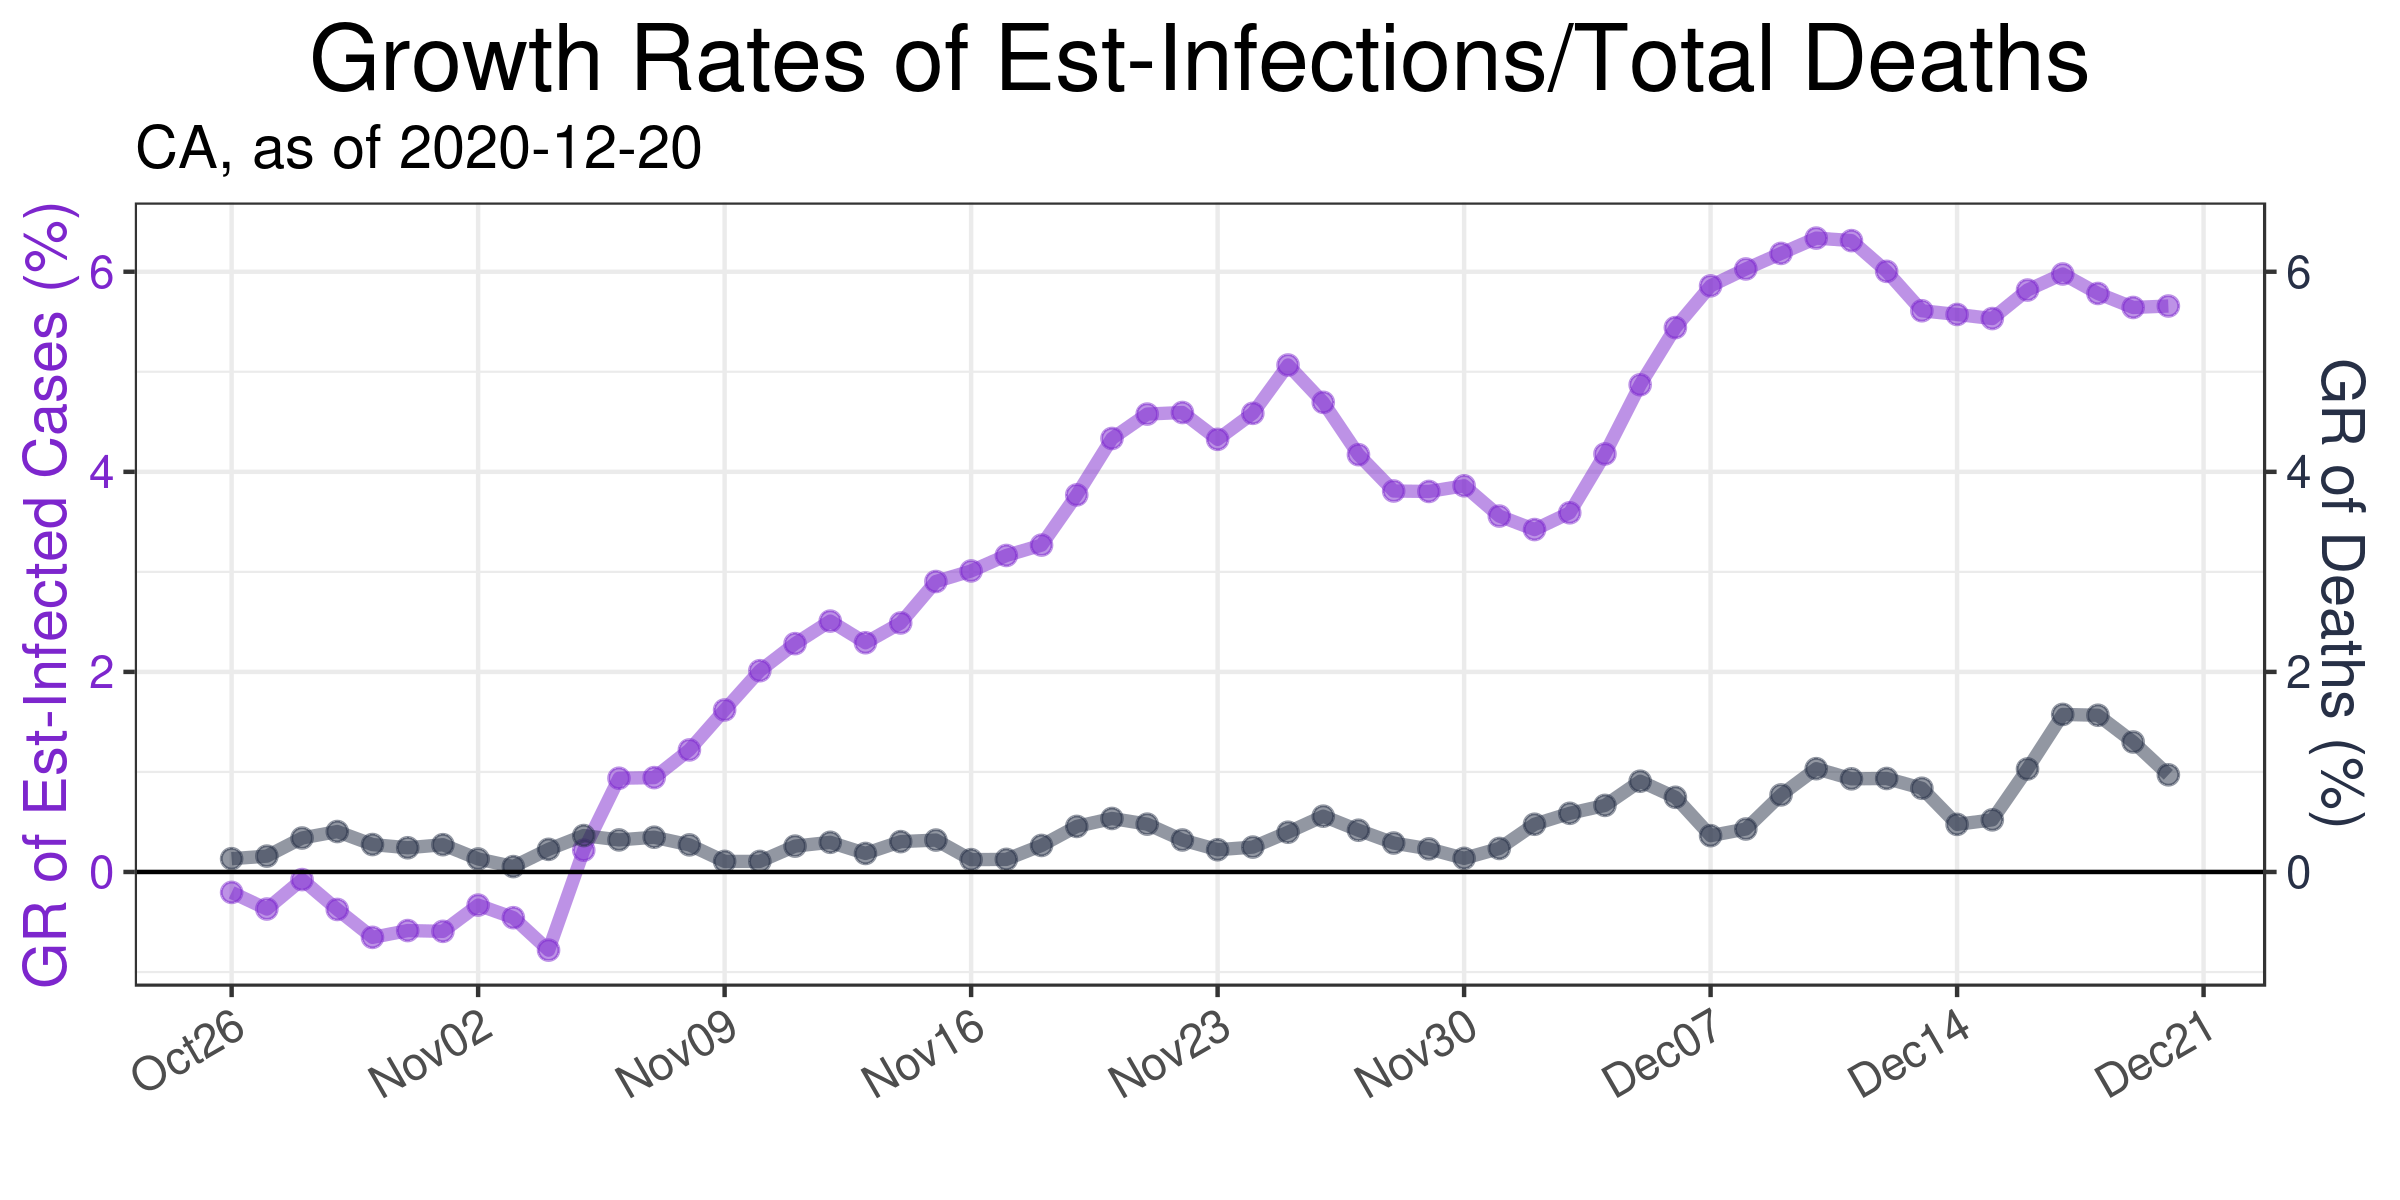 Growth Rates of Est-Infections/Total Deaths
CA, as of 2020-12-20
GR of Est-Infected Cases (%)
6
4
2
0
6
4
2
0
GR of Deaths (%)
Oct26
Nov02
Nov09
Nov16
Nov23
Nov30
Dec07
Dec14
Dec21